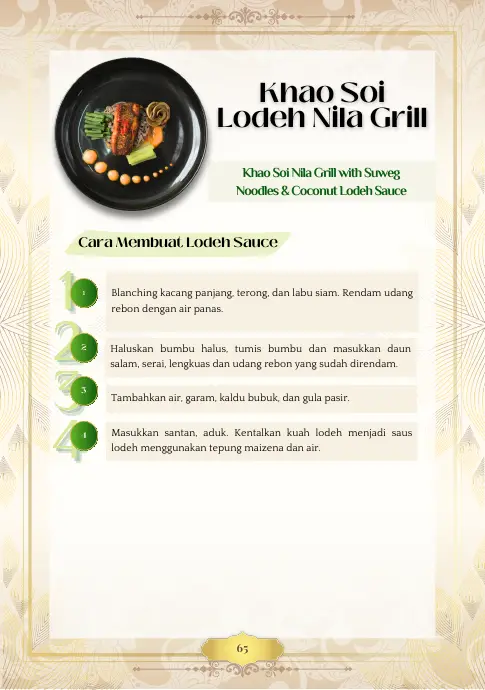 Khao Soi
Lodeh Nila Grill
Khao Soi Nila Grill with Suweg
Noodles & Coconut Lodeh Sauce
Cara Membuat Lodeh Sauce
1
1
Blanching kacang panjang, terong, dan labu siam. Rendam udang
rebon dengan air panas.
2
2
Haluskan bumbu halus, tumis bumbu dan masukkan daun
salam, serai, lengkuas dan udang rebon yang sudah direndam.
3
3
Tambahkan air, garam, kaldu bubuk, dan gula pasir.
4
4
Masukkan santan, aduk. Kentalkan kuah lodeh menjadi saus
lodeh menggunakan tepung maizena dan air.
65